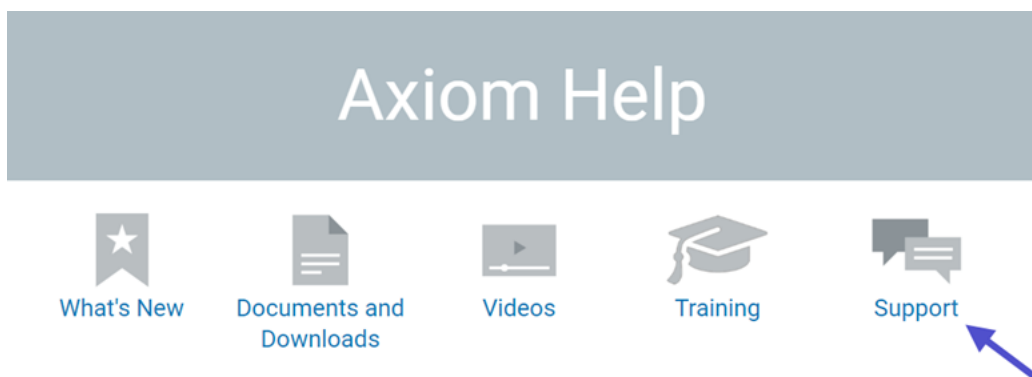 Axiom Help
What's New
Documents and
Downloads
Videos
Training
Support